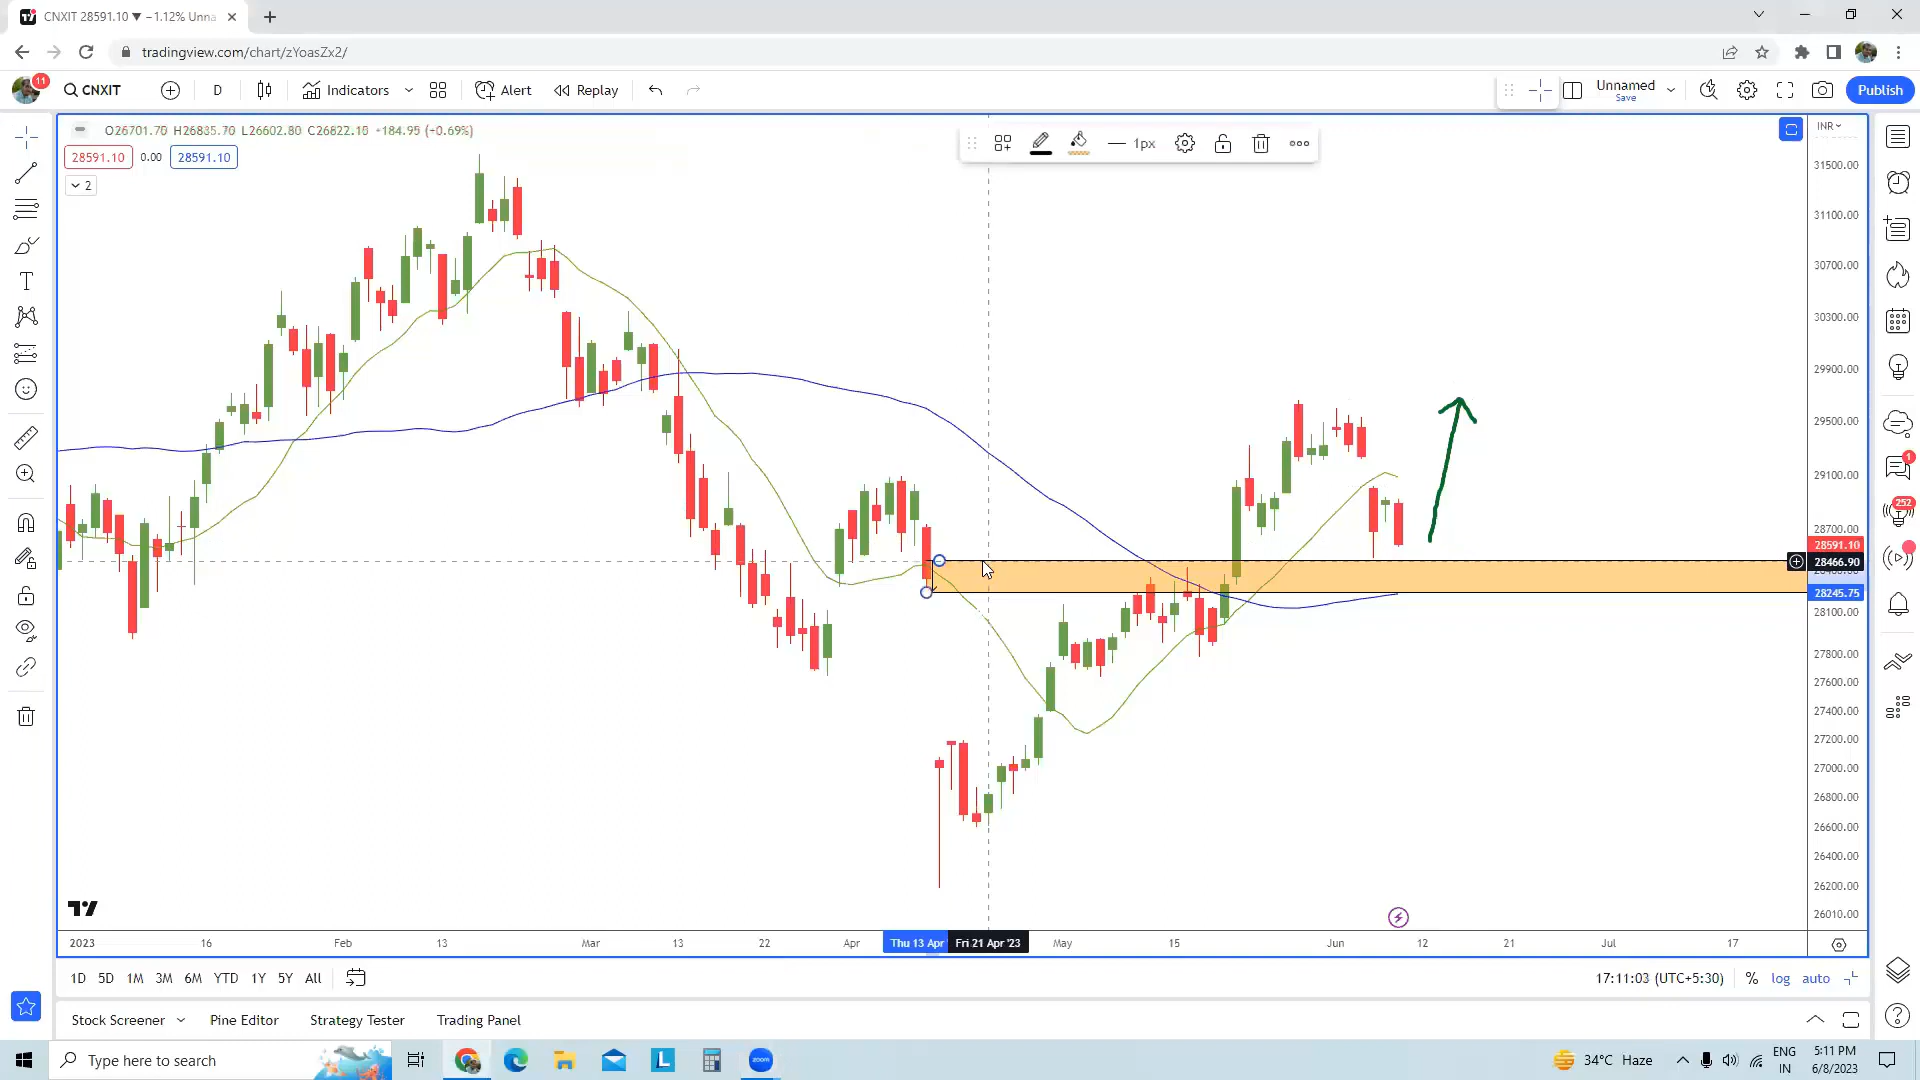 CNXIT 28591.10 ▼ −1.12% Unna
tradingview.com/chart/zYoasZx2/
11
CNXIT
D
Indicators
Alert
Replay
Unnamed
Save
Publish
O26701.70 H26885.70 L26602.80 C26822.10 +184.95 (+0.69%)
28591.10 0.00 28591.10
2
1px
INR
31500.00
31100.00
30700.00
30300.00
29900.00
29500.00
29100.00
28700.00
28591.10
28466.90
28245.75
28100.00
27800.00
27600.00
27400.00
27200.00
27000.00
26800.00
26600.00
26400.00
26200.00
26010.00
1
252
2023 16 Feb 13 Mar 13 22 Apr Thu 13 Apr Fri 21 Apr '23 May 15 Jun 12 21 Jul 17
1D 5D 1M 3M 6M YTD 1Y 5Y All
17:11:03 (UTC+5:30) % log auto
Stock Screener Pine Editor Strategy Tester Trading Panel
Type here to search
L
zoom
34°C Haze
ENG
IN
5:11 PM
6/8/2023